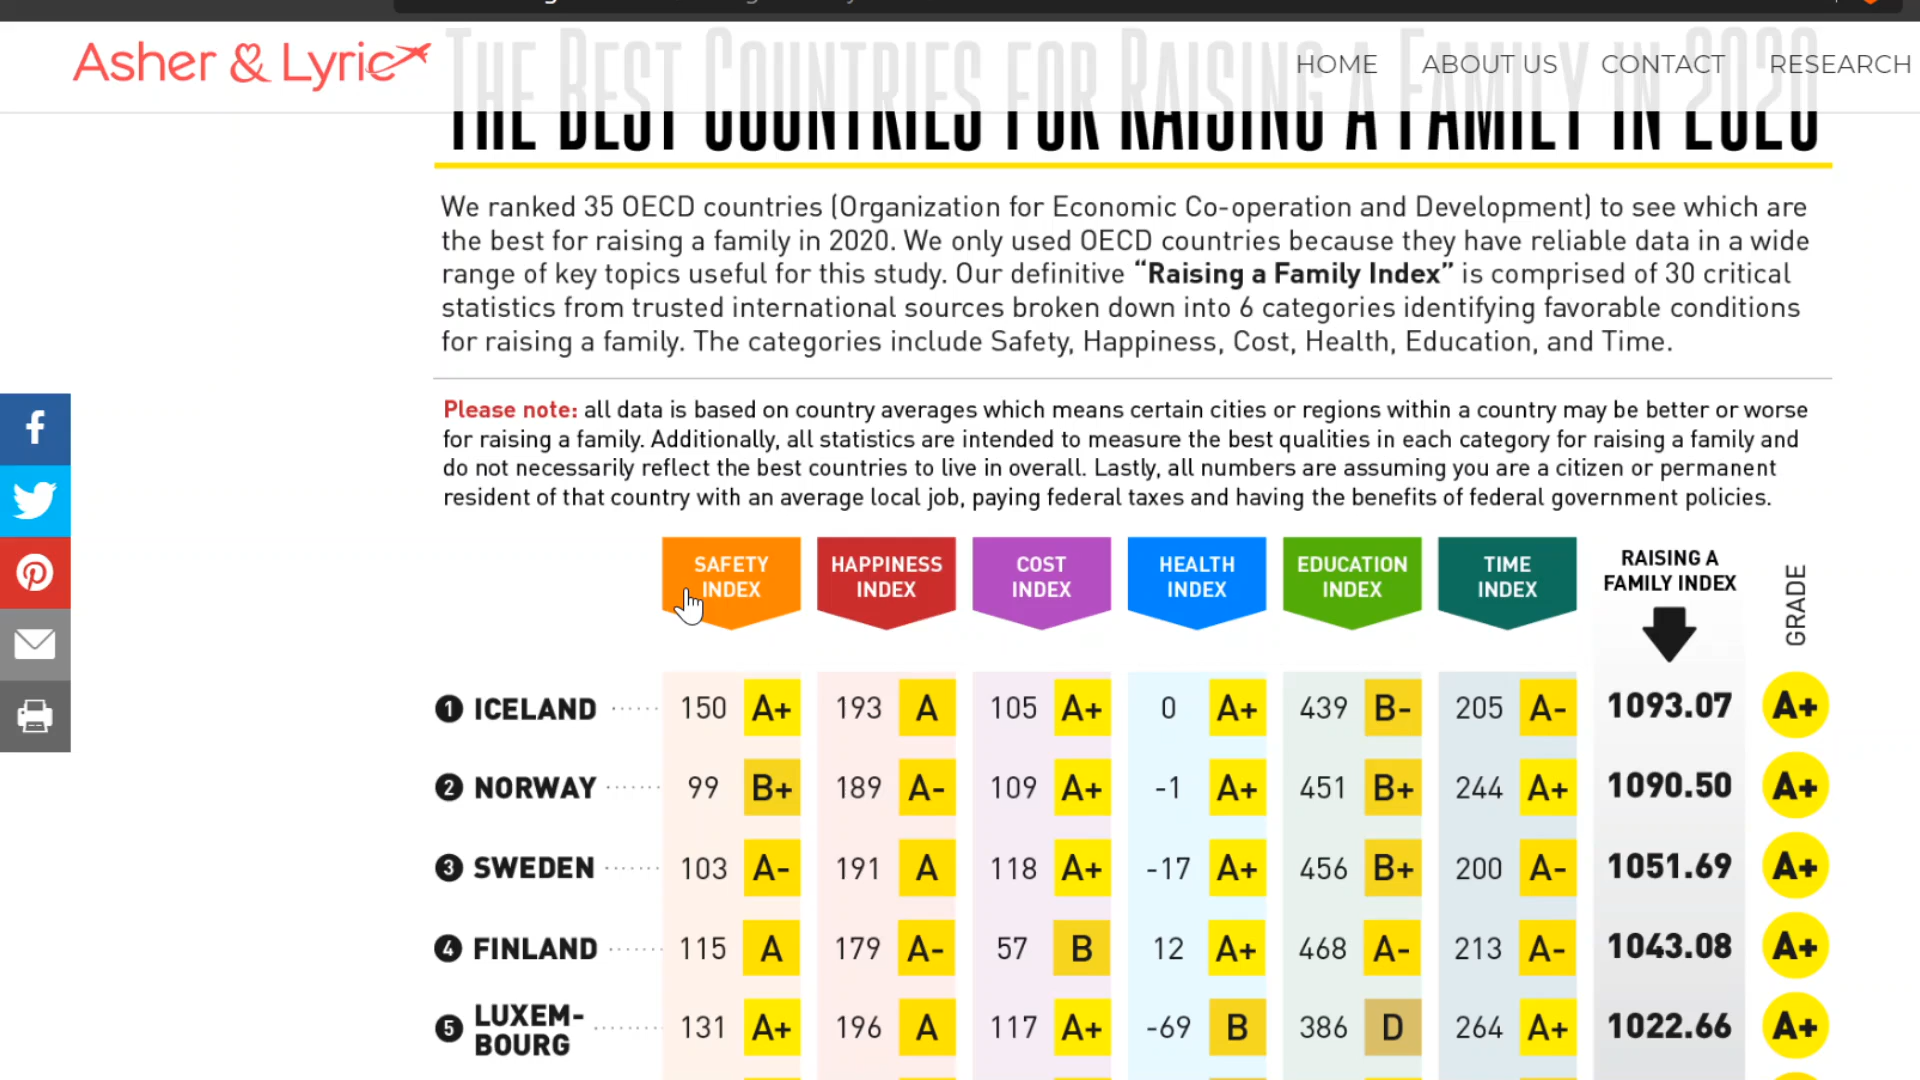 Asher & Lyric
HOME ABOUT US CONTACT RESEARCH
THE BEST COUNTRIES FOR RAISING A FAMILY IN 2020
We ranked 35 OECD countries (Organization for Economic Co-operation and Development) to see which are
the best for raising a family in 2020. We only used OECD countries because they have reliable data in a wide
range of key topics useful for this study. Our definitive “Raising a Family Index” is comprised of 30 critical
statistics from trusted international sources broken down into 6 categories identifying favorable conditions
for raising a family. The categories include Safety, Happiness, Cost, Health, Education, and Time.
Please note: all data is based on country averages which means certain cities or regions within a country may be better or worse
for raising a family. Additionally, all statistics are intended to measure the best qualities in each category for raising a family and
do not necessarily reflect the best countries to live in overall. Lastly, all numbers are assuming you are a citizen or permanent
resident of that country with an average local job, paying federal taxes and having the benefits of federal government policies.
SAFETY INDEX
HAPPINESS INDEX
COST INDEX
HEALTH INDEX
EDUCATION INDEX
TIME INDEX
RAISING A FAMILY INDEX
GRADE
1 ICELAND 150 A+ 193 A 105 A+ 0 A+ 439 B- 205 A- 1093.07 A+
2 NORWAY 99 B+ 189 A- 109 A+ -1 A+ 451 B+ 244 A+ 1090.50 A+
3 SWEDEN 103 A- 191 A 118 A+ -17 A+ 456 B+ 200 A- 1051.69 A+
4 FINLAND 115 A 179 A- 57 B 12 A+ 468 A- 213 A- 1043.08 A+
5 LUXEM-
BOURG 131 A+ 196 A 117 A+ -69 B 386 D 264 A+ 1022.66 A+